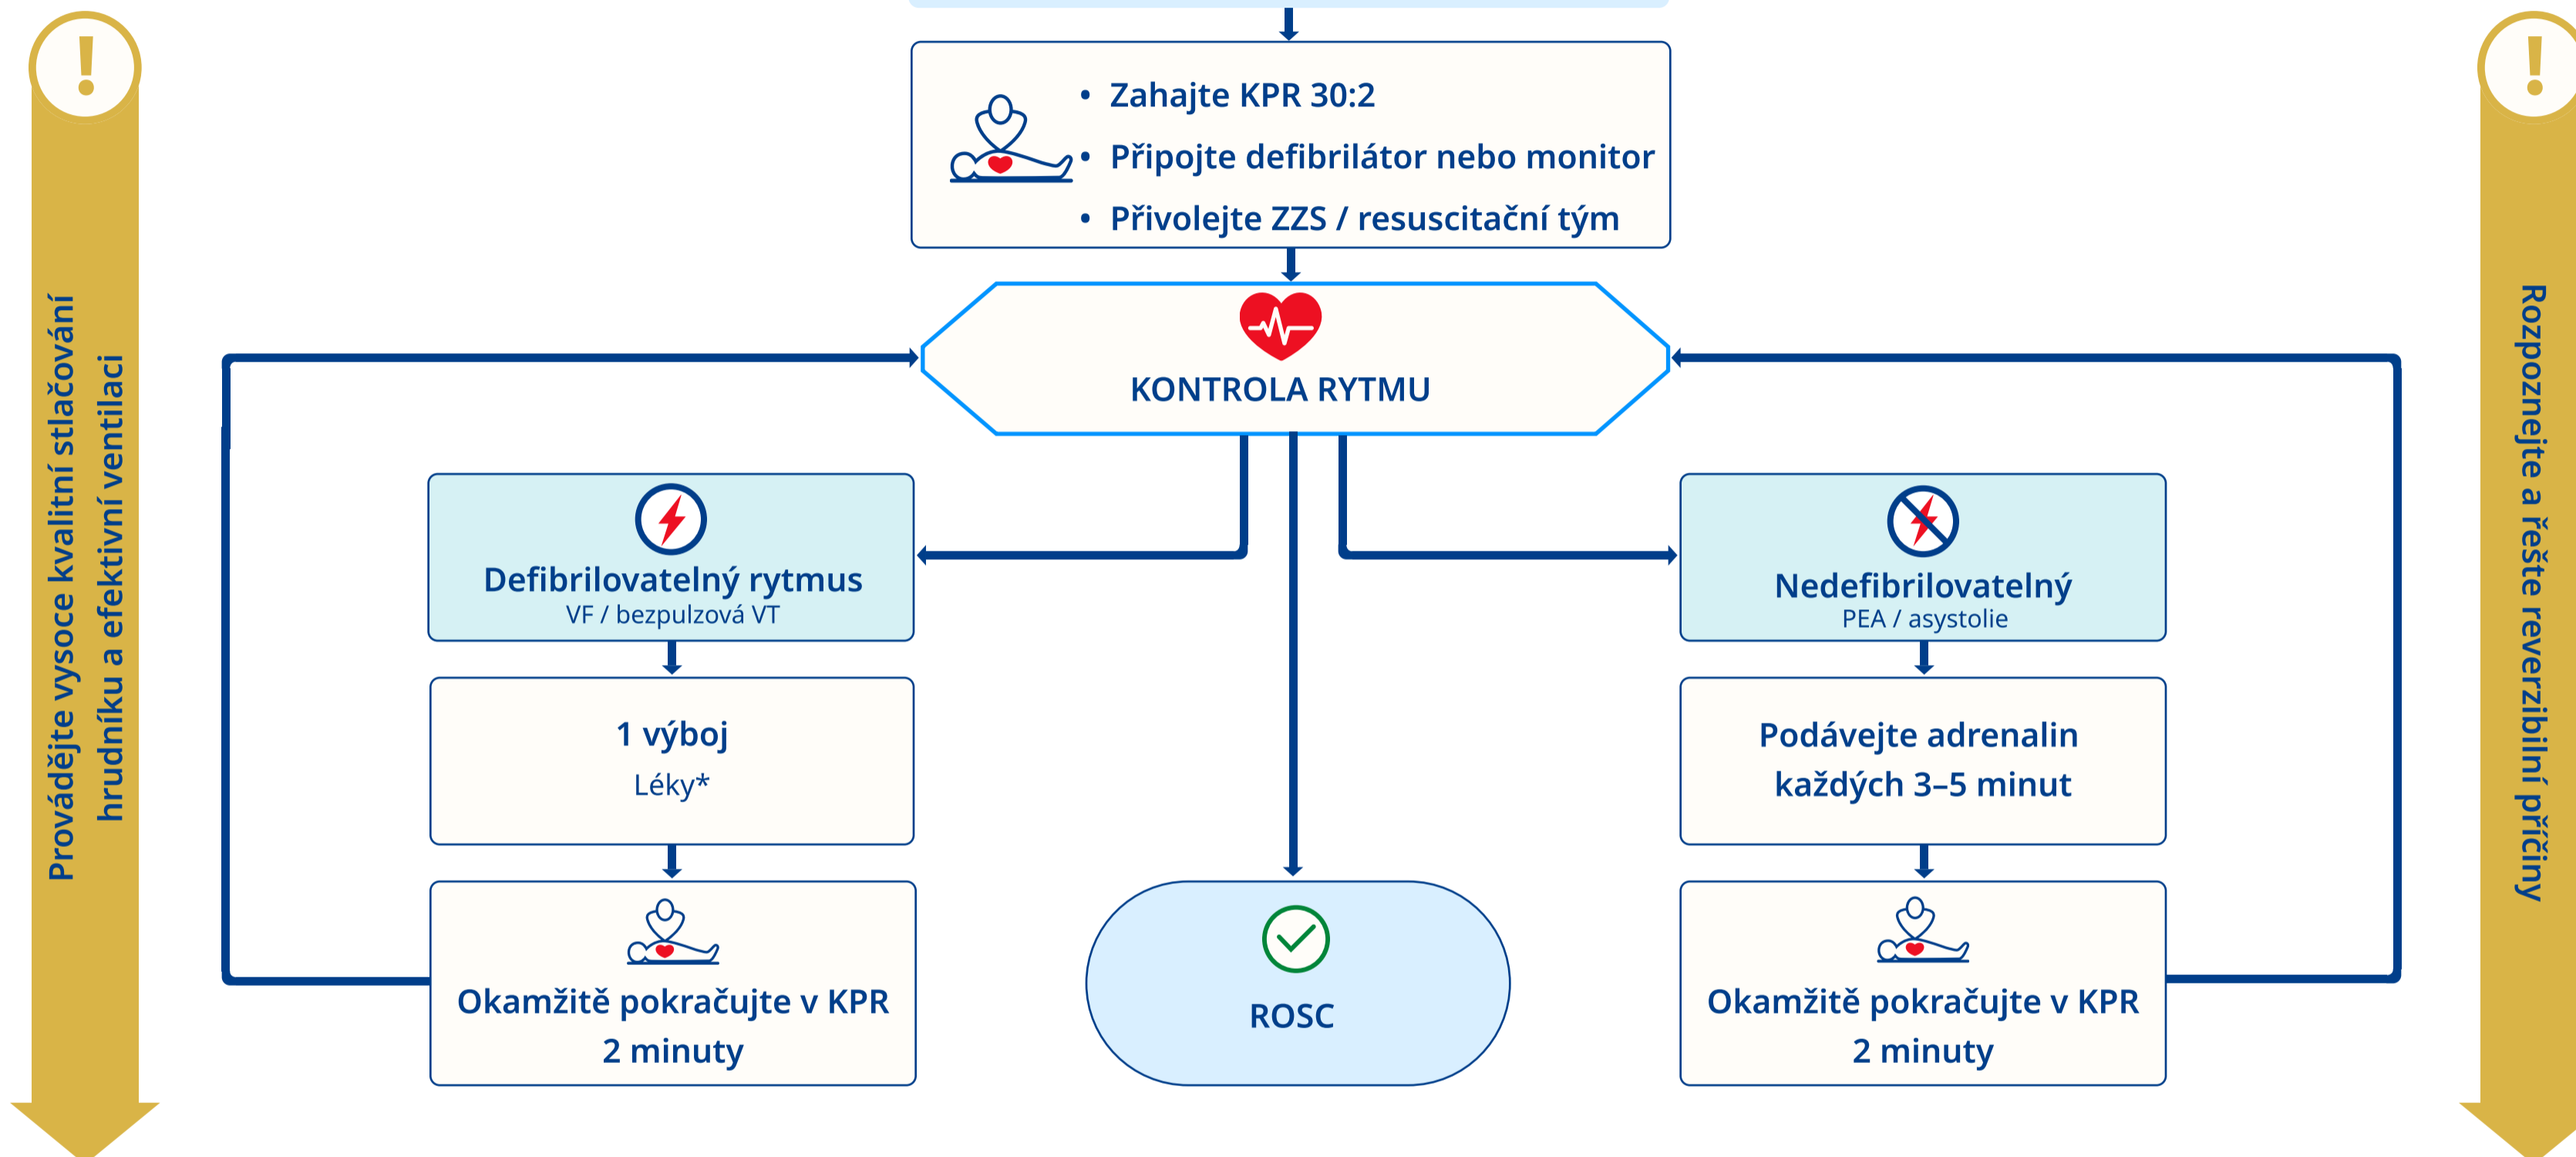 Provádějte vysoce kvalitní stlačování
hrudníku a efektivní ventilaci
• Zahajte KPR 30:2
• Připojte defibrilátor nebo monitor
• Přivolejte ZZS / resuscitační tým
KONTROLA RYTMU
Defibrilovatelný rytmus
VF / bezpulzová VT
1 výboj
Léky*
Okamžitě pokračujte v KPR
2 minuty
ROSC
Nedefibrilovatelný
PEA / asystolie
Podávejte adrenalin
každých 3–5 minut
Okamžitě pokračujte v KPR
2 minuty
Rozpoznejte a řešte reverzibilní příčiny